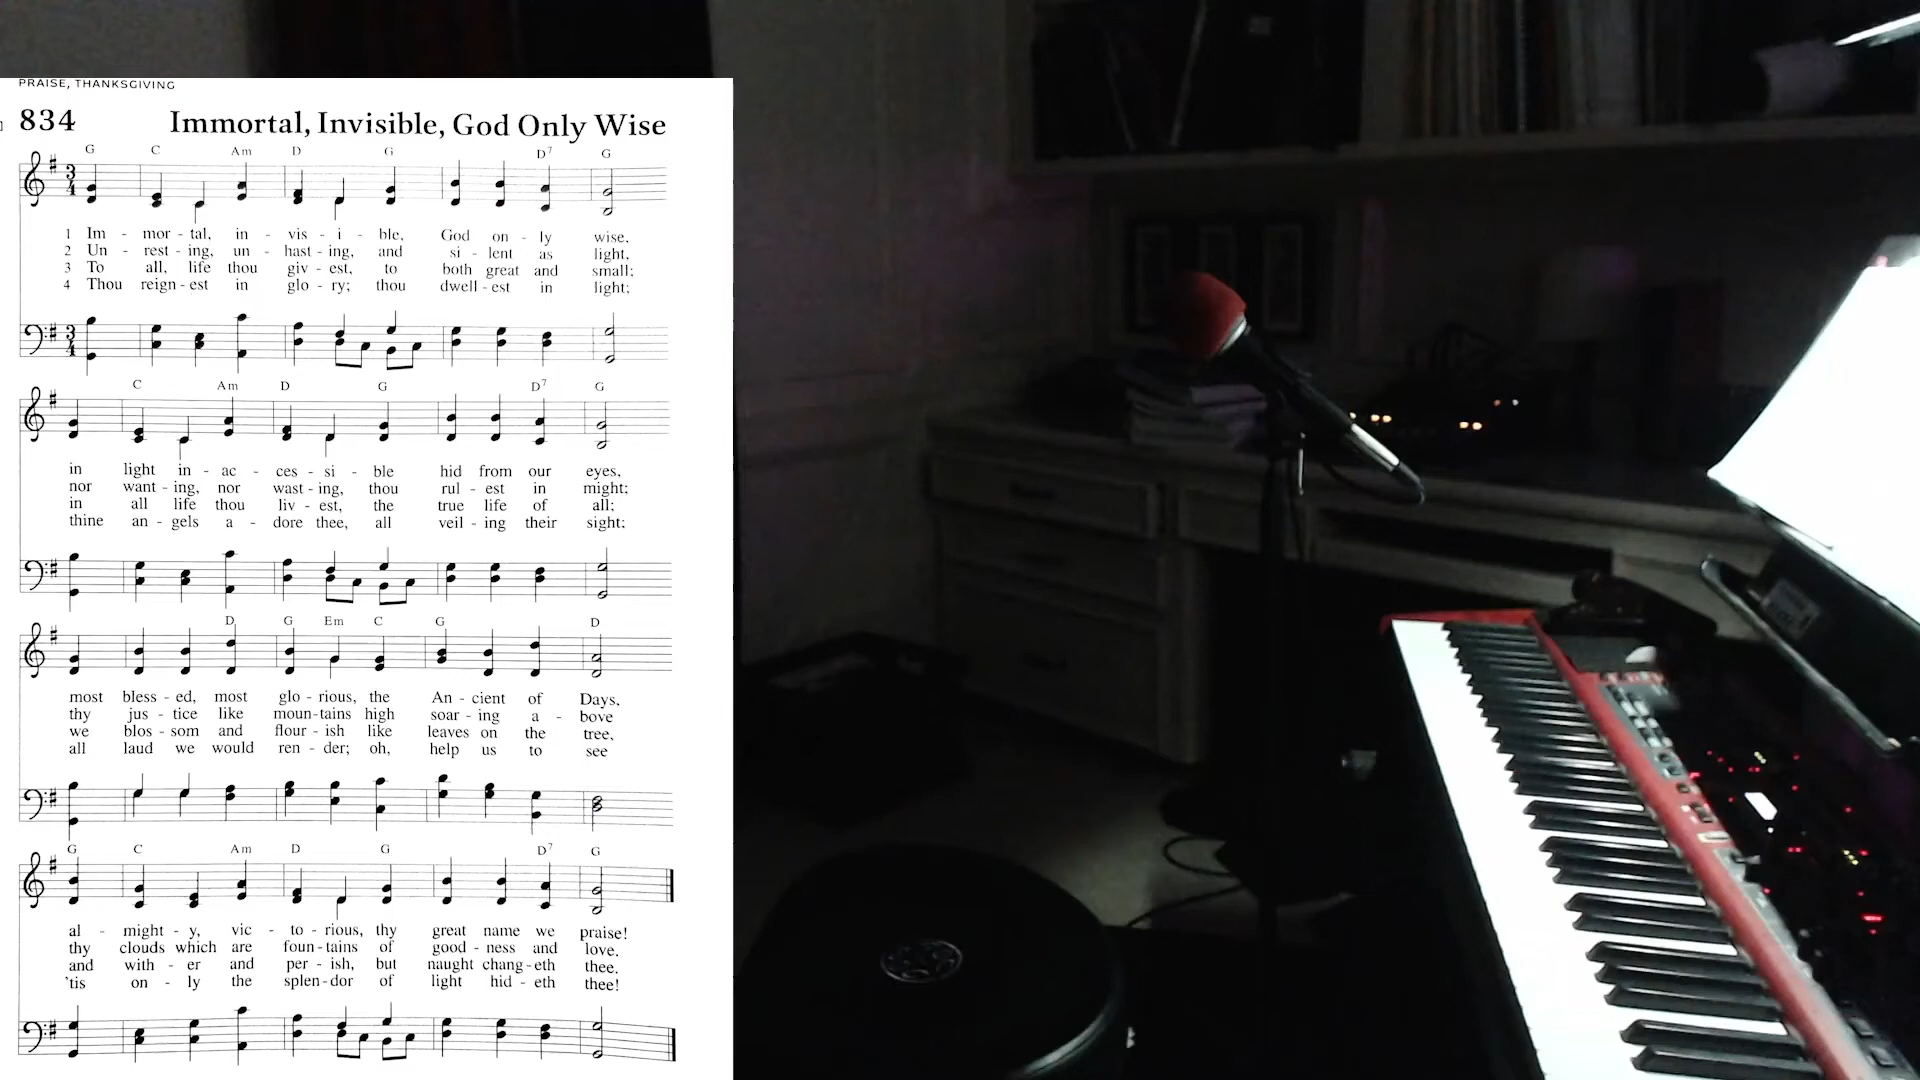 PRAISE, THANKSGIVING
834 Immortal, Invisible, God Only Wise
G C Am D G D7 G
3 4
1 Im - mor - tal, in - vis - i - ble, God on - ly wise,
2 Un - rest - ing, un - hast - ing, and si - lent as light,
3 To all, life thou giv - est, to both great and small;
4 Thou reign - est in glo - ry; thou dwell - est in light;
3 4
C Am D G D7 G
in light in - ac - ces - si - ble hid from our eyes,
nor want - ing, nor wast - ing, thou rul - est in might;
in all life thou liv - est, the true life of all;
thine an - gels a - dore thee, all veil - ing their sight;
D G Em C G D
most bless - ed, most glo - rious, the An - cient of Days,
thy jus - tice like moun - tains high soar - ing a - bove
we blos - som and flour - ish like leaves on the tree,
all laud we would ren - der; oh, help us to see
G C Am D G D7 G
al - might - y, vic - to - rious, thy great name we praise!
thy clouds which are foun - tains of good - ness and love.
and with - er and per - ish, but naught chang - eth thee.
'tis on - ly the splen - dor of light hid - eth thee!